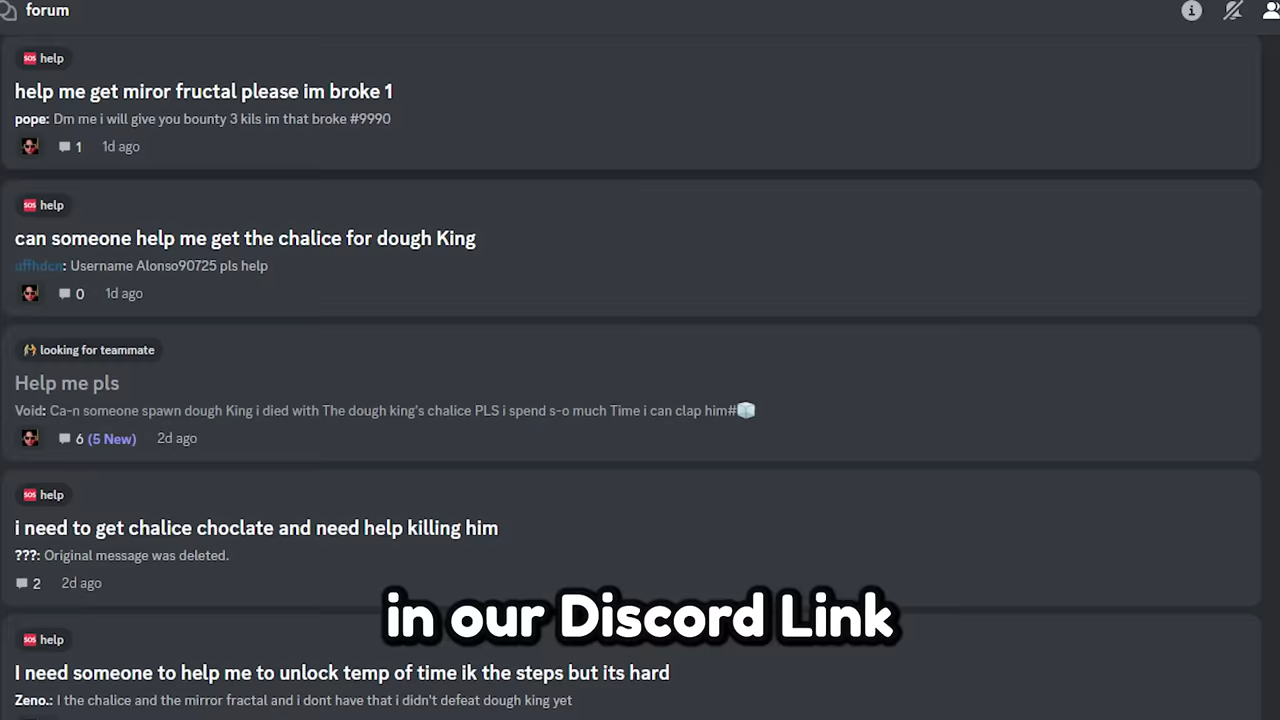 forum
SOS help
help me get miror fructal please im broke 1
pope: Dm me i will give you bounty 3 kils im that broke #9990
1 1d ago
SOS help
can someone help me get the chalice for dough King
affhdcn: Username Alonso90725 pls help
0 1d ago
looking for teammate
Help me pls
Void: Ca-n someone spawn dough King i died with The dough king's chalice PLS i spend s-o much Time i can clap him#
6 (5 New) 2d ago
SOS help
i need to get chalice choclate and need help killing him
???: Original message was deleted.
2 2d ago
in our Discord Link
SOS help
I need someone to help me to unlock temp of time ik the steps but its hard
Zeno.: I the chalice and the mirror fractal and i dont have that i didn't defeat dough king yet